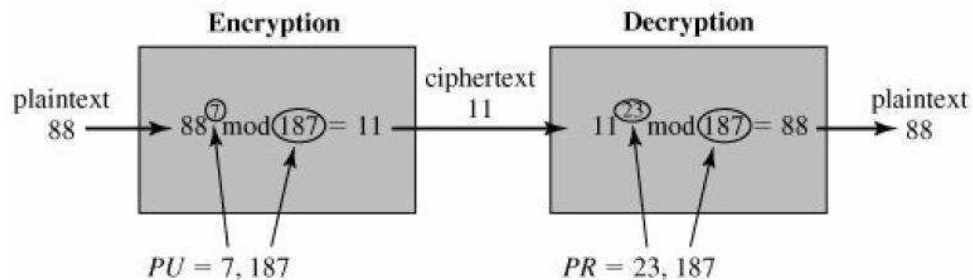 Encryption
Decryption
plaintext
88
88^7 mod 187 = 11
ciphertext
11
11^23 mod 187 = 88
plaintext
88
PU = 7, 187
PR = 23, 187